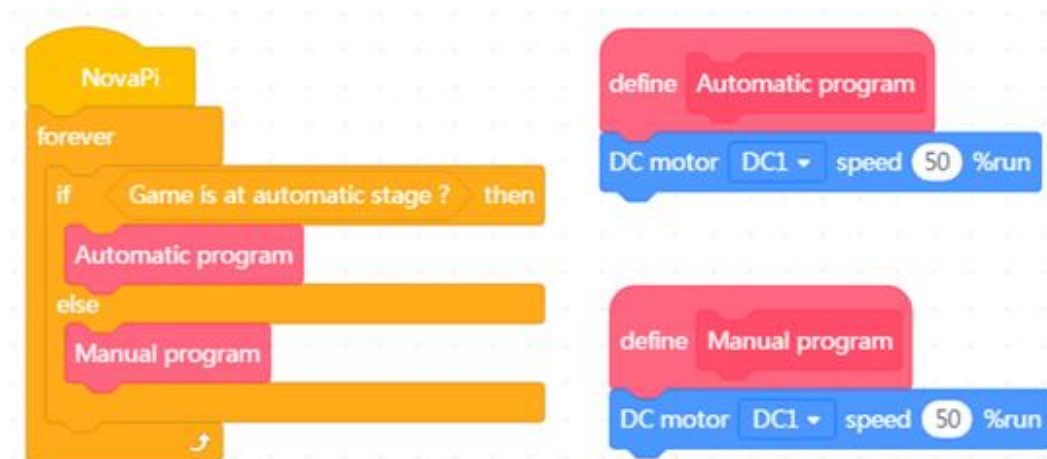 NovaPi
forever
if Game is at automatic stage ? then
Automatic program
else
Manual program
define Automatic program
DC motor DC1 speed 50 %run
define Manual program
DC motor DC1 speed 50 %run